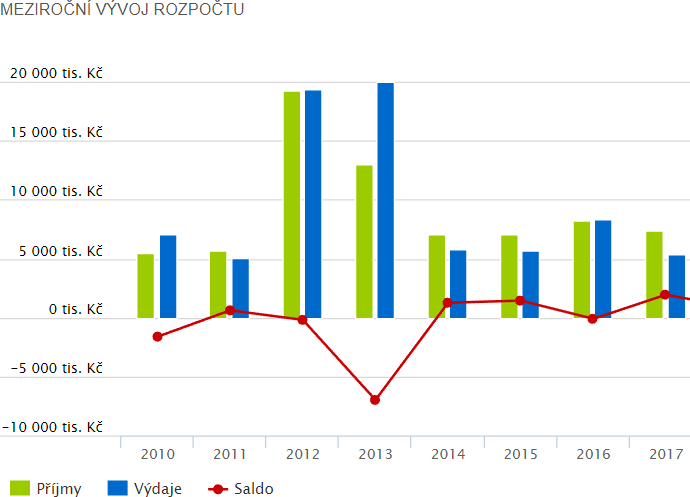 MEZIROČNÍ VÝVOJ ROZPOČTU
20 000 tis. Kč
15 000 tis. Kč
10 000 tis. Kč
5 000 tis. Kč
0 tis. Kč
−5 000 tis. Kč
−10 000 tis. Kč
2010 2011 2012 2013 2014 2015 2016 2017
Příjmy Výdaje Saldo